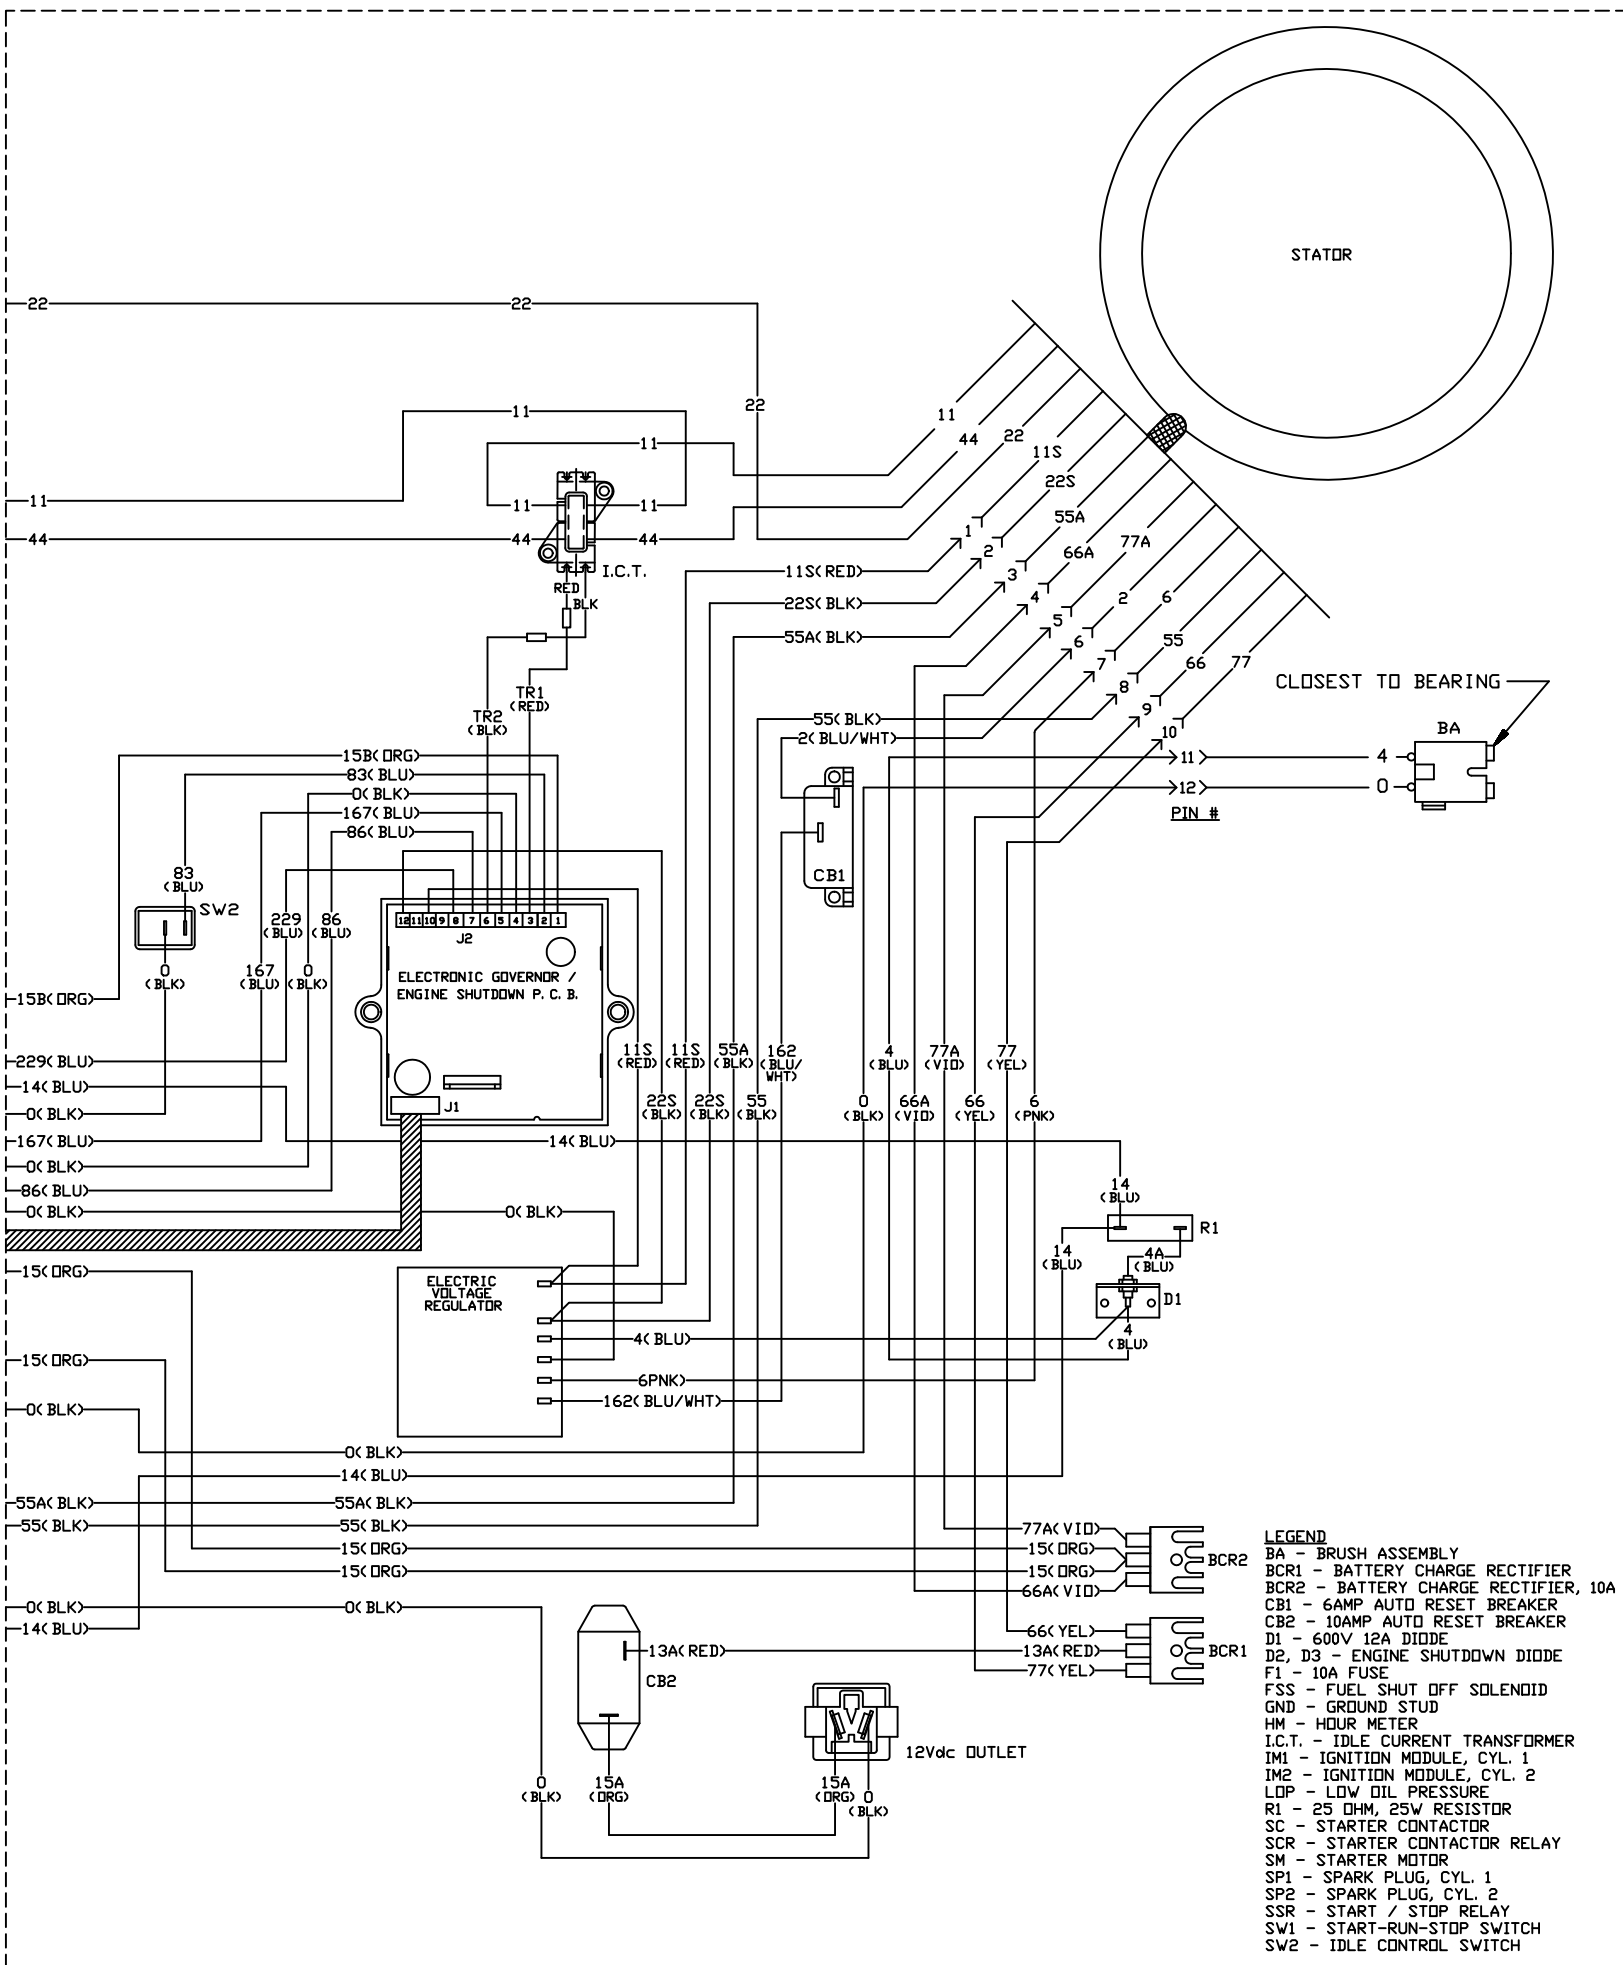 STATOR
22
22
22
11
11
11
11
11
44
44
44
I.C.T.
RED
BLK
TR1
(RED)
TR2
(BLK)
11
44
22
11S
22S
55A
66A
77A
2
6
55
66
77
1
2
3
4
5
6
7
8
9
10
11S(RED)
22S(BLK)
55A(BLK)
55(BLK)
2(BLU/WHT)
CLOSEST TO BEARING
BA
11
4
12
0
PIN #
15B(ORG)
83(BLU)
0(BLK)
167(BLU)
86(BLU)
CB1
83
(BLU)
SW2
229
(BLU)
86
(BLU)
0
(BLK)
167
(BLU)
0
(BLK)
12 11 10 9 8 7 6 5 4 3 2 1
J2
ELECTRONIC GOVERNOR /
ENGINE SHUTDOWN P. C. B.
J1
15B(ORG)
229(BLU)
14(BLU)
0(BLK)
167(BLU)
0(BLK)
86(BLU)
0(BLK)
15(ORG)
15(ORG)
0(BLK)
55A(BLK)
55(BLK)
0(BLK)
14(BLU)
11S
(RED)
11S
(RED)
55A
(BLK)
162
(BLU/
WHT)
22S
(BLK)
22S
(BLK)
55
(BLK)
4
(BLU)
77A
(VIO)
77
(YEL)
0
(BLK)
66A
(VIO)
66
(YEL)
6
(PNK)
14(BLU)
0(BLK)
14
(BLU)
R1
14
(BLU)
4A
(BLU)
D1
4
(BLU)
ELECTRIC
VOLTAGE
REGULATOR
4(BLU)
6PNK)
162(BLU/WHT)
0(BLK)
14(BLU)
55A(BLK)
55(BLK)
15(ORG)
15(ORG)
0(BLK)
77A(VIO)
15(ORG)
15(ORG)
66A(VIO)
BCR2
66(YEL)
13A(RED)
77(YEL)
BCR1
13A(RED)
CB2
12Vdc OUTLET
0
(BLK)
15A
(ORG)
15A
(ORG)
0
(BLK)
LEGEND
BA - BRUSH ASSEMBLY
BCR1 - BATTERY CHARGE RECTIFIER
BCR2 - BATTERY CHARGE RECTIFIER, 10A
CB1 - 6AMP AUTO RESET BREAKER
CB2 - 10AMP AUTO RESET BREAKER
D1 - 600V 12A DIODE
D2, D3 - ENGINE SHUTDOWN DIODE
F1 - 10A FUSE
FSS - FUEL SHUT OFF SOLENOID
GND - GROUND STUD
HM - HOUR METER
I.C.T. - IDLE CURRENT TRANSFORMER
IM1 - IGNITION MODULE, CYL. 1
IM2 - IGNITION MODULE, CYL. 2
LOP - LOW OIL PRESSURE
R1 - 25 OHM, 25W RESISTOR
SC - STARTER CONTACTOR
SCR - STARTER CONTACTOR RELAY
SM - STARTER MOTOR
SP1 - SPARK PLUG, CYL. 1
SP2 - SPARK PLUG, CYL. 2
SSR - START / STOP RELAY
SW1 - START-RUN-STOP SWITCH
SW2 - IDLE CONTROL SWITCH